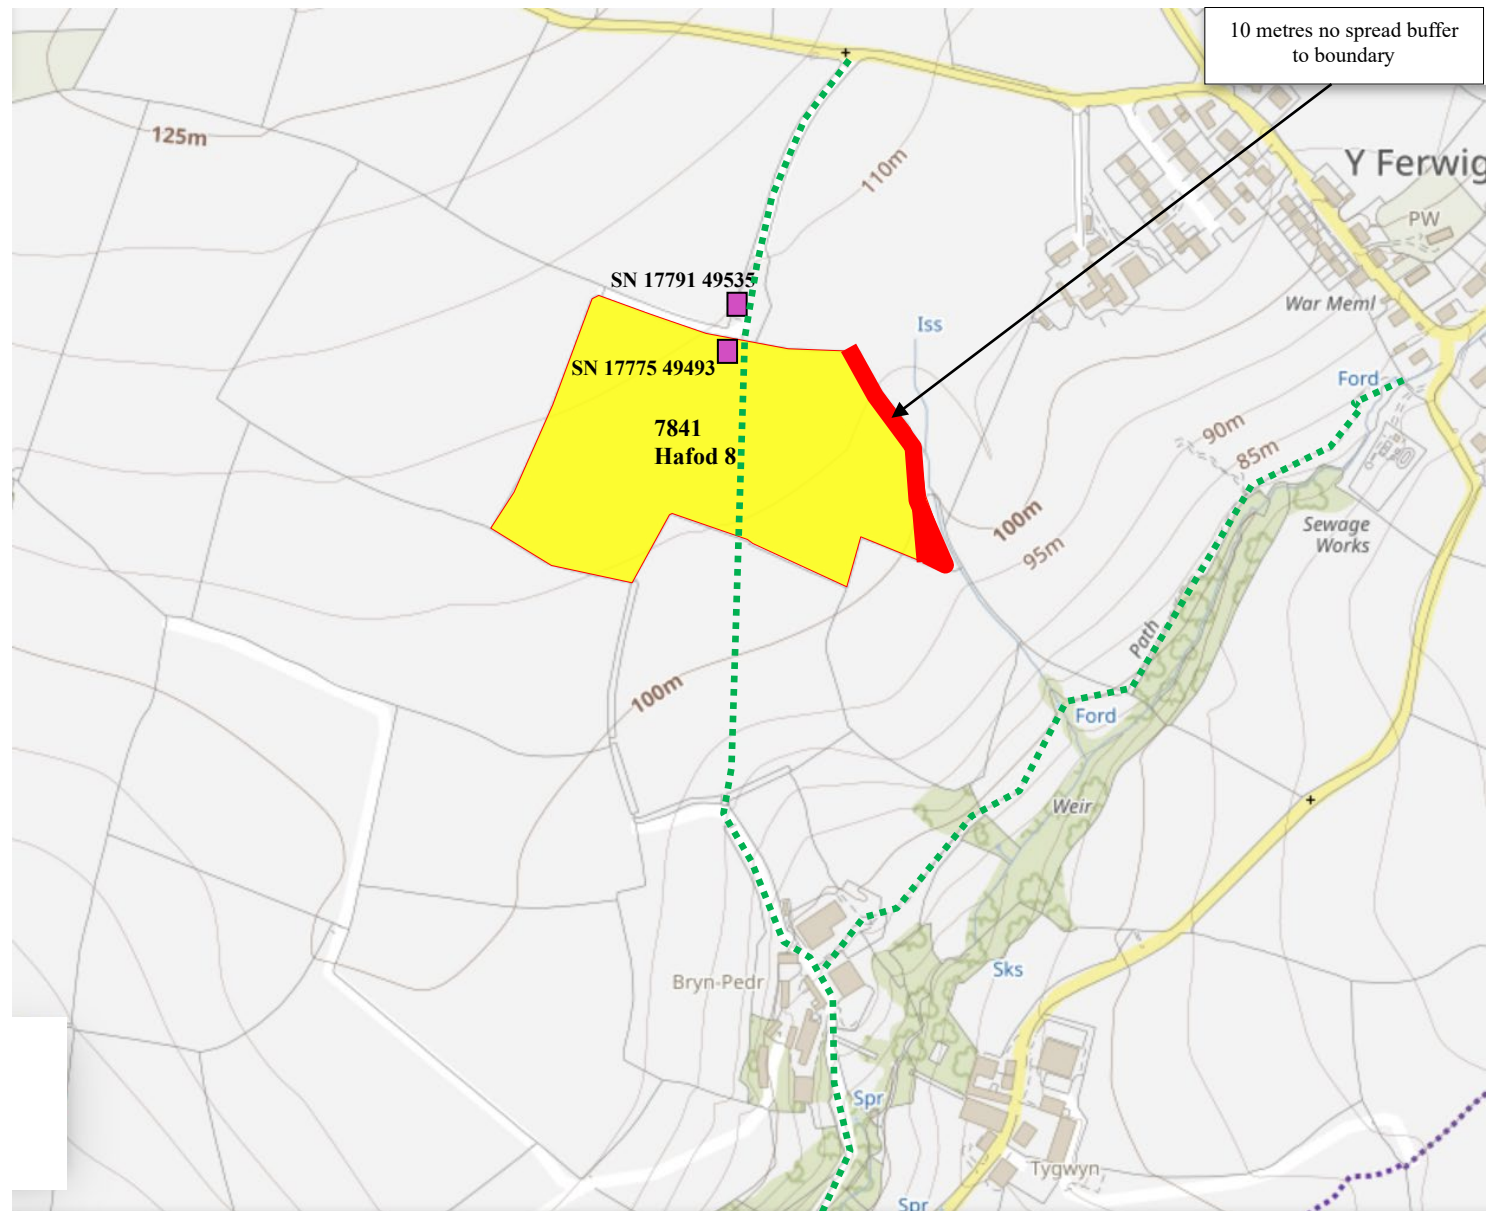 10 metres no spread buffer
to boundary
125m
110m
Y Ferwig
PW
SN 17791 49535
War Meml
Iss
SN 17775 49493
Ford
7841
Hafod 8
90m
85m
100m
Sewage
Works
95m
Path
100m
Ford
Weir
Sks
Bryn-Pedr
Spr
Tygwyn
Spr